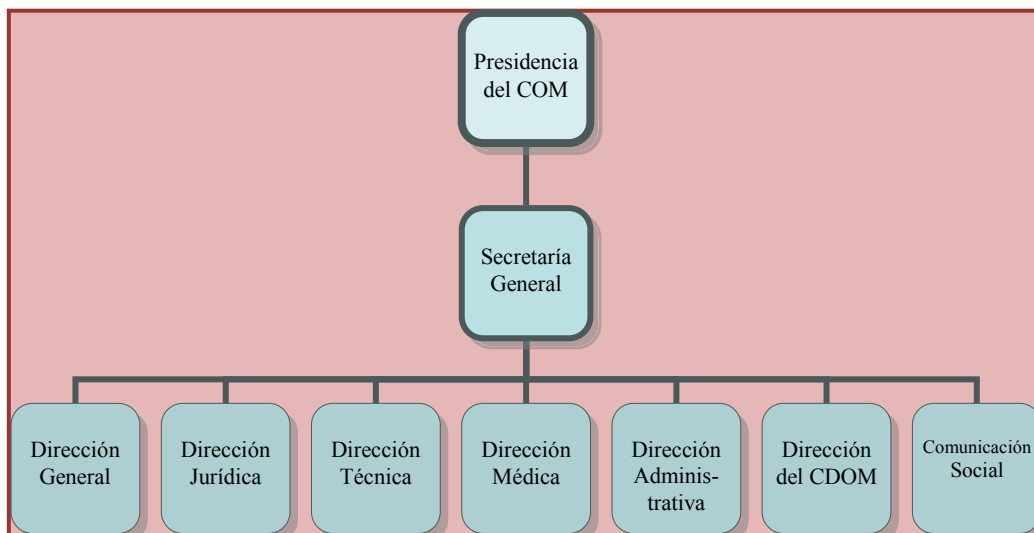 Presidencia
del COM
Secretaría
General
Dirección
General
Dirección
Jurídica
Dirección
Técnica
Dirección
Médica
Dirección
Adminis-
trativa
Dirección
del CDOM
Comunicación
Social